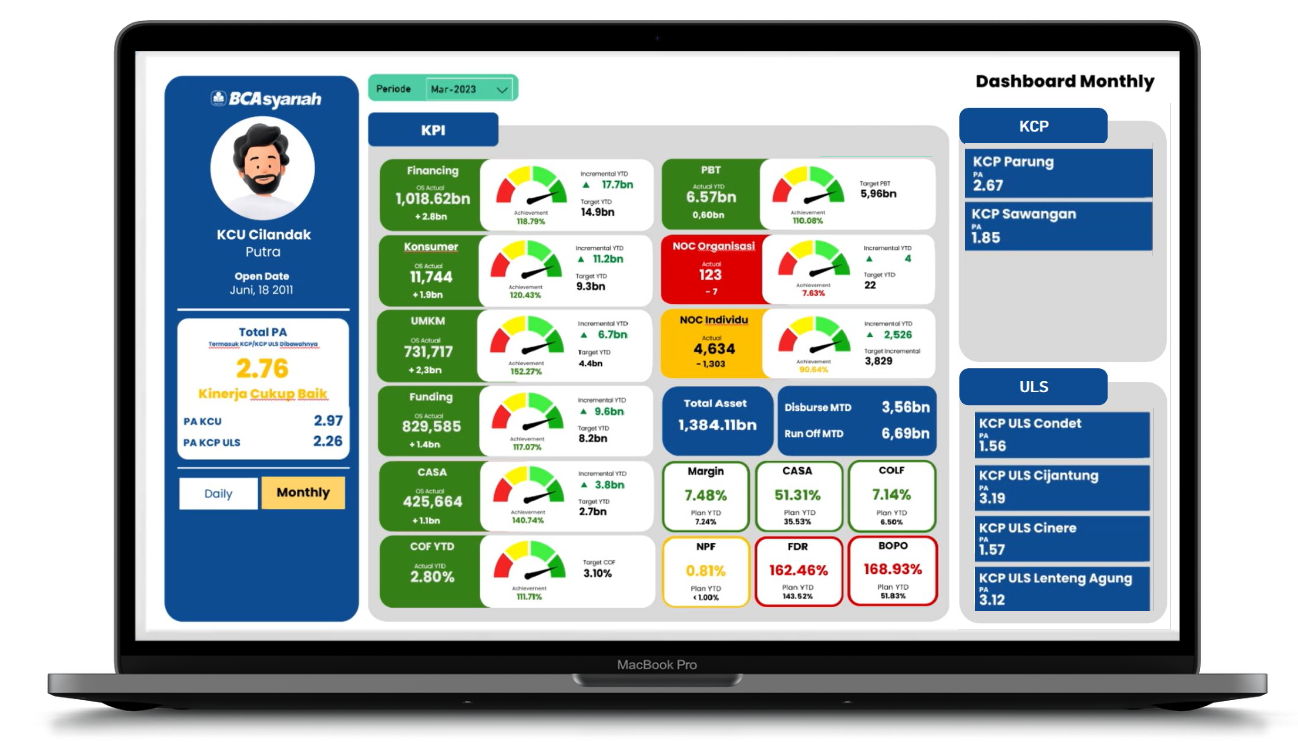 BCAsyariah
KCU Cilandak
Putra
Open Date
Juni, 18 2011
Total PA
Termasuk KCP/KCP ULS Dibawahnya
2.76
Kinerja Cukup Baik
PA KCU 2.97
PA KCP ULS 2.26
Daily Monthly
Periode Mar-2023
Dashboard Monthly
KPI
Financing
OS Actual
1,018.62bn
+ 2.8bn
Achievement
118.79%
Incremental YTD
▲ 17.7bn
Target YTD
14.9bn
Konsumer
OS Actual
11,744
+ 1.9bn
Achievement
120.43%
Incremental YTD
▲ 11.2bn
Target YTD
9.3bn
UMKM
OS Actual
731,717
+ 2,3bn
Achievement
152.27%
Incremental YTD
▲ 6.7bn
Target YTD
4.4bn
Funding
OS Actual
829,585
+ 1.4bn
Achievement
117.07%
Incremental YTD
▲ 9.6bn
Target YTD
8.2bn
CASA
OS Actual
425,664
+ 1.1bn
Achievement
140.74%
Incremental YTD
▲ 3.8bn
Target YTD
2.7bn
COF YTD
Actual YTD
2.80%
Achievement
111.71%
Target COF
3.10%
PBT
Actual YTD
6.57bn
0,60bn
Achievement
110.08%
Target PBT
5,96bn
NOC Organisasi
Actual
123
- 7
Achievement
7.63%
Incremental YTD
▲ 4
Target YTD
22
NOC Individu
Actual
4,634
- 1,303
Achievement
90.64%
Incremental YTD
▲ 2,526
Target Incremental
3,829
Total Asset
1,384.11bn
Disburse MTD 3,56bn
Run Off MTD 6,69bn
Margin
7.48%
Plan YTD
7.24%
CASA
51.31%
Plan YTD
35.53%
COLF
7.14%
Plan YTD
6.50%
NPF
0.81%
Plan YTD
< 1.00%
FDR
162.46%
Plan YTD
143.52%
BOPO
168.93%
Plan YTD
51.83%
KCP
KCP Parung
PA
2.67
KCP Sawangan
PA
1.85
ULS
KCP ULS Condet
PA
1.56
KCP ULS Cijantung
PA
3.19
KCP ULS Cinere
PA
1.57
KCP ULS Lenteng Agung
PA
3.12
MacBook Pro